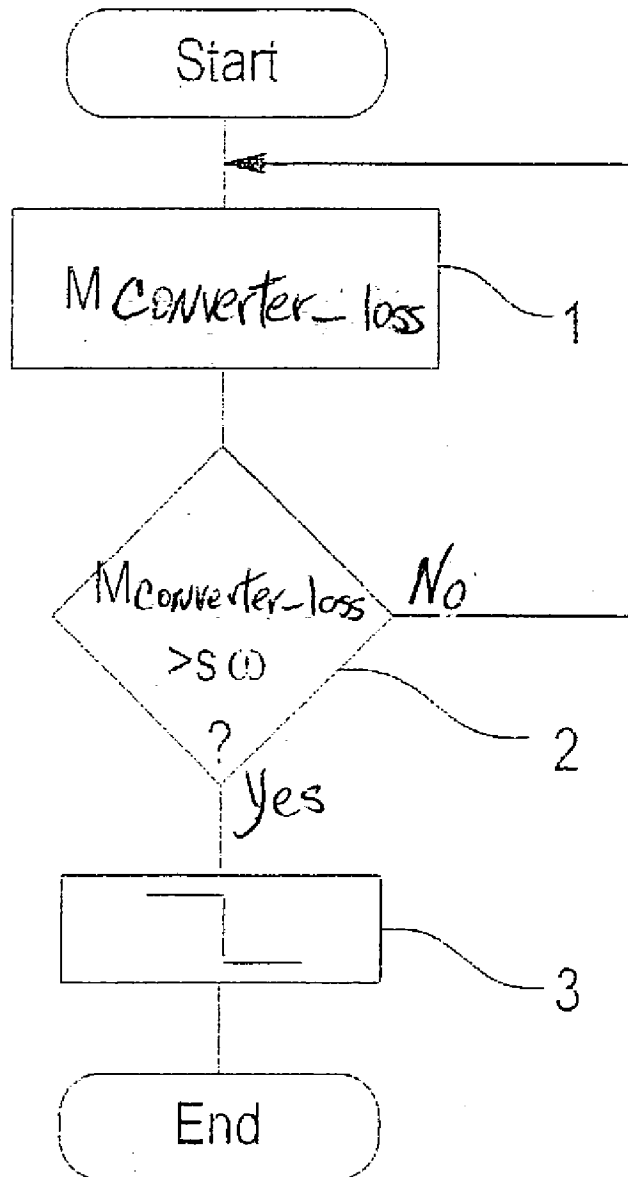 Start
M Converter_loss
1
MConverter_loss
No
>S (I)
?
2
Yes
3
End